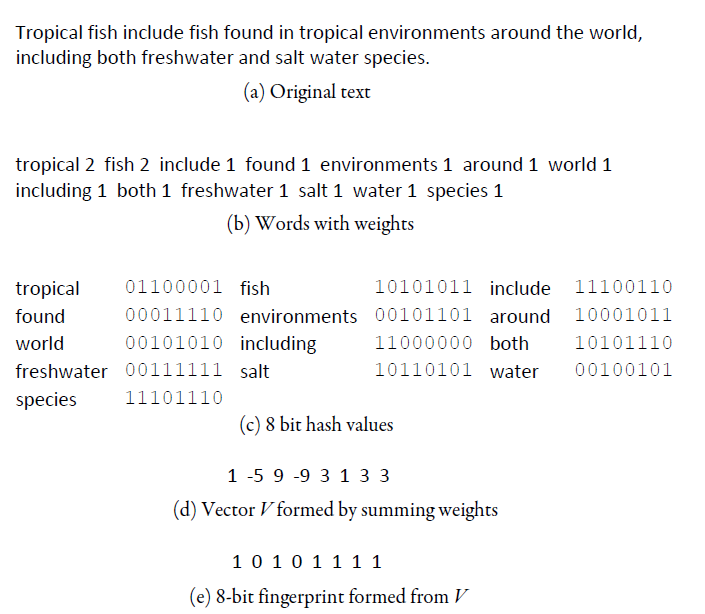 Tropical fish include fish found in tropical environments around the world,
including both freshwater and salt water species.
(a) Original text
tropical 2 fish 2 include 1 found 1 environments 1 around 1 world 1
including 1 both 1 freshwater 1 salt 1 water 1 species 1
(b) Words with weights
tropical 01100001 fish 10101011 include 11100110
found 00011110 environments 00101101 around 10001011
world 00101010 including 11000000 both 10101110
freshwater 00111111 salt 10110101 water 00100101
species 11101110
(c) 8 bit hash values
1 -5 9 -9 3 1 3 3
(d) Vector V formed by summing weights
1 0 1 0 1 1 1 1
(e) 8-bit fingerprint formed from V